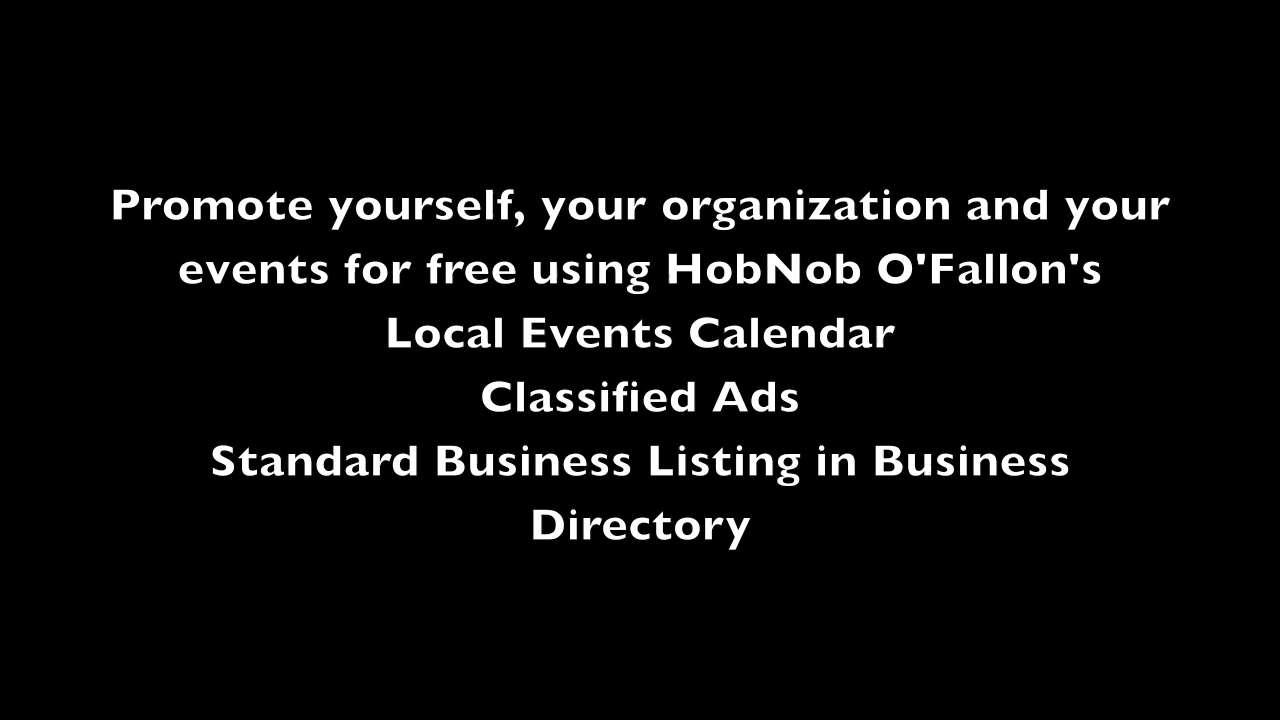 Promote yourself, your organization and your
events for free using HobNob O'Fallon's
Local Events Calendar
Classified Ads
Standard Business Listing in Business
Directory